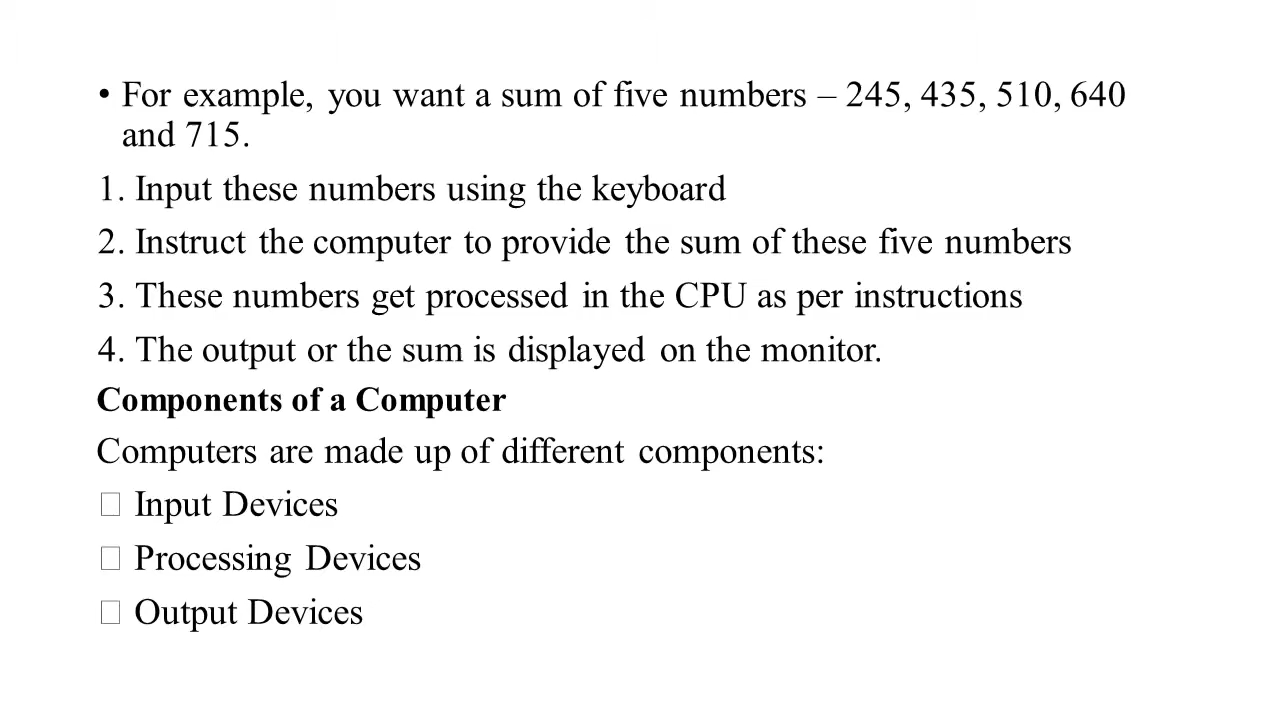 • For example, you want a sum of five numbers – 245, 435, 510, 640
and 715.
1. Input these numbers using the keyboard
2. Instruct the computer to provide the sum of these five numbers
3. These numbers get processed in the CPU as per instructions
4. The output or the sum is displayed on the monitor.
Components of a Computer
Computers are made up of different components:
 Input Devices
 Processing Devices
 Output Devices